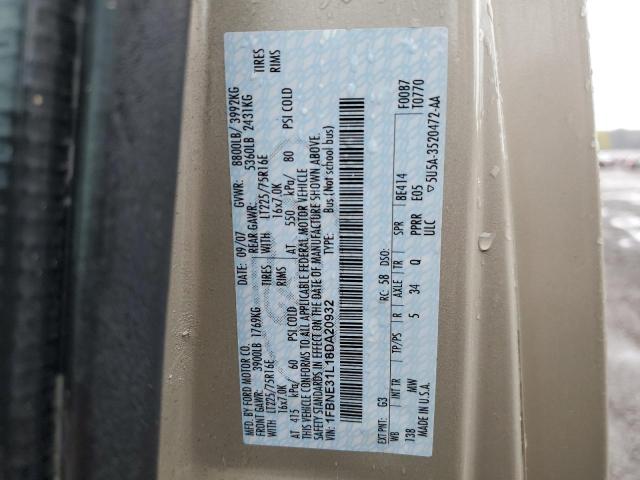 MFD. BY FORD MOTOR CO. DATE: 09/07 GVWR: 8800LB/ 3992KG
FRONT GAWR: 3900LB 1769KG REAR GAWR: 5360LB 2431KG
WITH LT225/75R16E TIRES WITH LT225/75R16E TIRES
16x7.0K RIMS 16x7.0K RIMS
AT 415 kPa/ 60 PSI COLD AT 550 kPa/ 80 PSI COLD
THIS VEHICLE CONFORMS TO ALL APPLICABLE FEDERAL MOTOR VEHICLE
SAFETY STANDARDS IN EFFECT ON THE DATE OF MANUFACTURE SHOWN ABOVE.
VIN: 1FBNE31L18DA20932 TYPE: Bus.(Not school bus)
EXT PNT: G3 RC: 58 DSO: F0087
WB INT TR TP/PS R AXLE TR SPR BE414 T0770
138 M 5 34 Q PPRR E05
MADE IN U.S.A. ULC ▽5U5A-3520472-AA